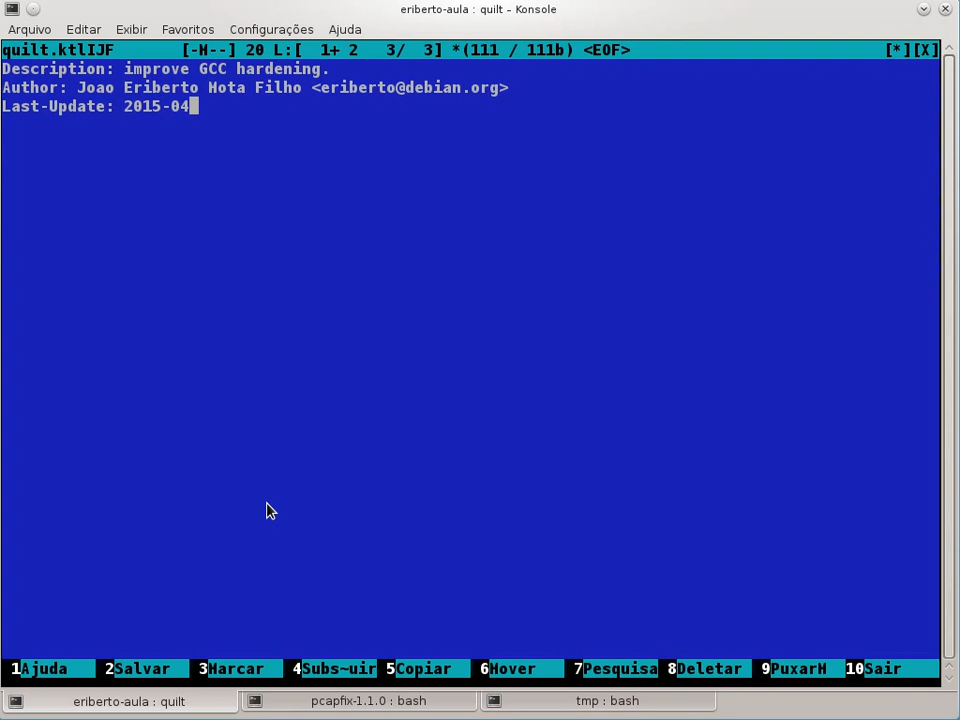 eriberto-aula : quilt – Konsole
Arquivo Editar Exibir Favoritos Configurações Ajuda
quilt.ktlIJF [-M--] 20 L:[ 1+ 2 3/ 3] *(111 / 111b) <EOF> [*][X]
Description: improve GCC hardening.
Author: Joao Eriberto Mota Filho <eriberto@debian.org>
Last-Update: 2015-04
1Ajuda 2Salvar 3Marcar 4Subs~uir 5Copiar 6Mover 7Pesquisa 8Deletar 9PuxarM 10Sair
eriberto-aula : quilt pcapfix-1.1.0 : bash tmp : bash